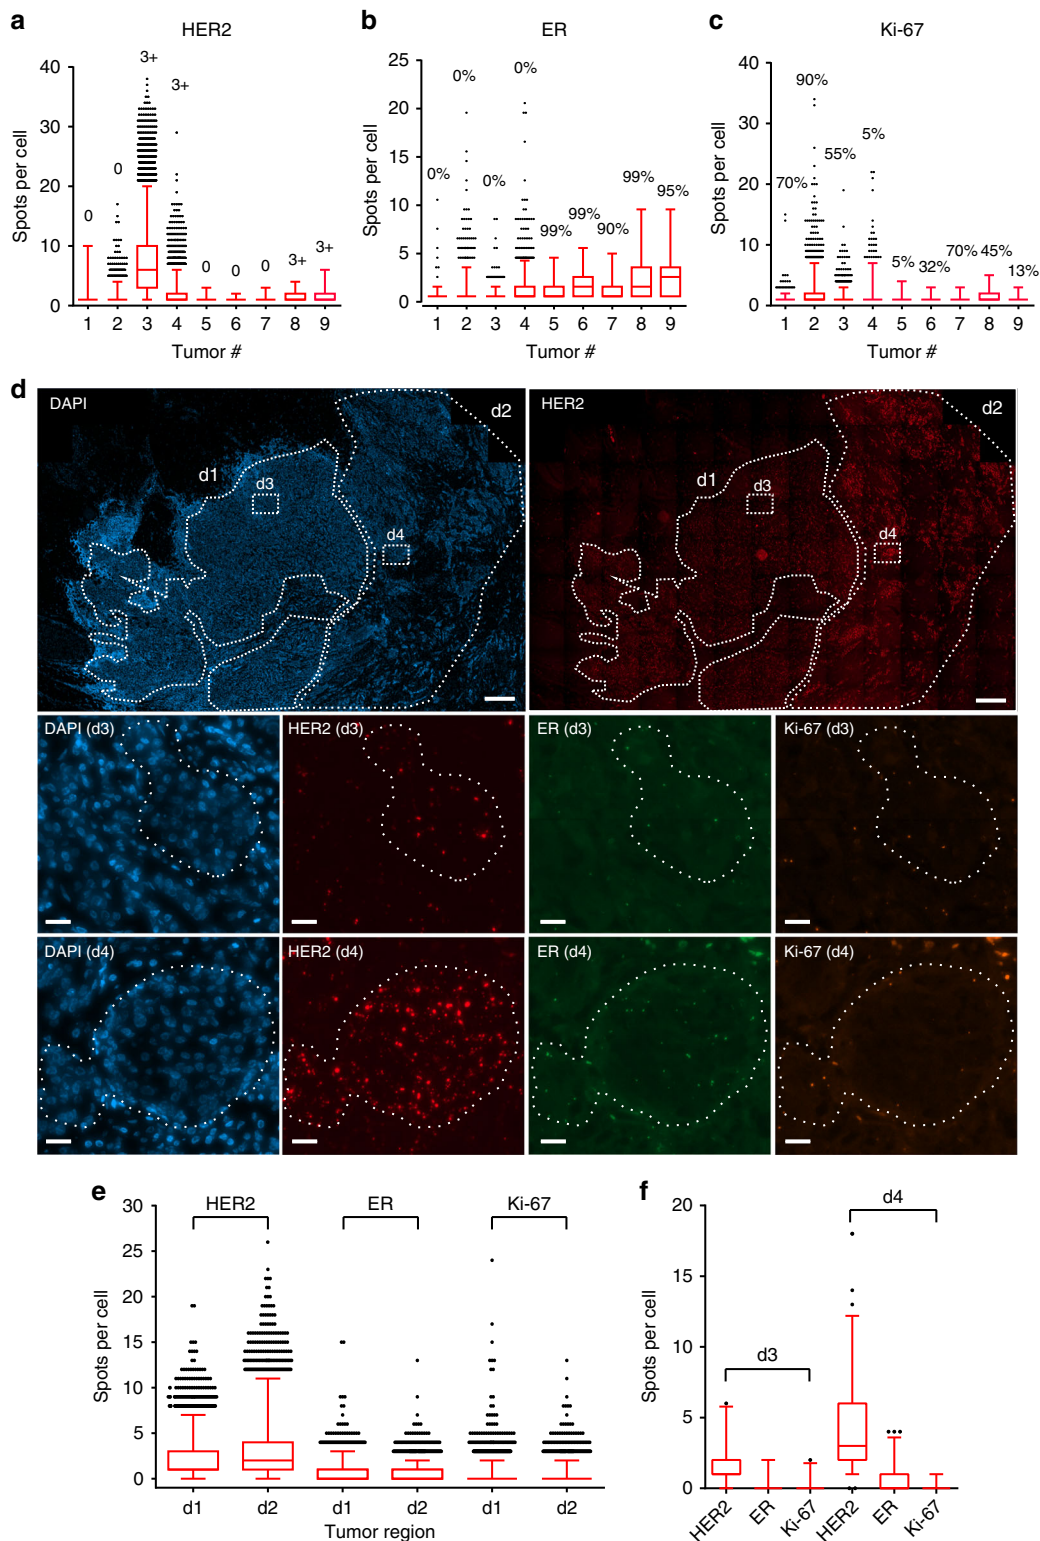 a
HER2
Spots per cell
40
30
20
10
0
0
0
3+
3+
0
0
0
3+
3+
1 2 3 4 5 6 7 8 9
Tumor #
b
ER
Spots per cell
25
20
15
10
5
0
0%
0%
0%
0%
99%
99%
90%
99%
95%
1 2 3 4 5 6 7 8 9
Tumor #
c
Ki-67
Spots per cell
40
30
20
10
0
70%
90%
55%
5%
5%
32%
70%
45%
13%
1 2 3 4 5 6 7 8 9
Tumor #
d
DAPI
d1
d2
d3
d4
HER2
d1
d2
d3
d4
DAPI (d3)
HER2 (d3)
ER (d3)
Ki-67 (d3)
DAPI (d4)
HER2 (d4)
ER (d4)
Ki-67 (d4)
e
HER2 ER Ki-67
Spots per cell
30
25
20
15
10
5
0
d1 d2 d1 d2 d1 d2
Tumor region
f
d4
d3
Spots per cell
20
15
10
5
0
HER2 ER Ki-67 HER2 ER Ki-67